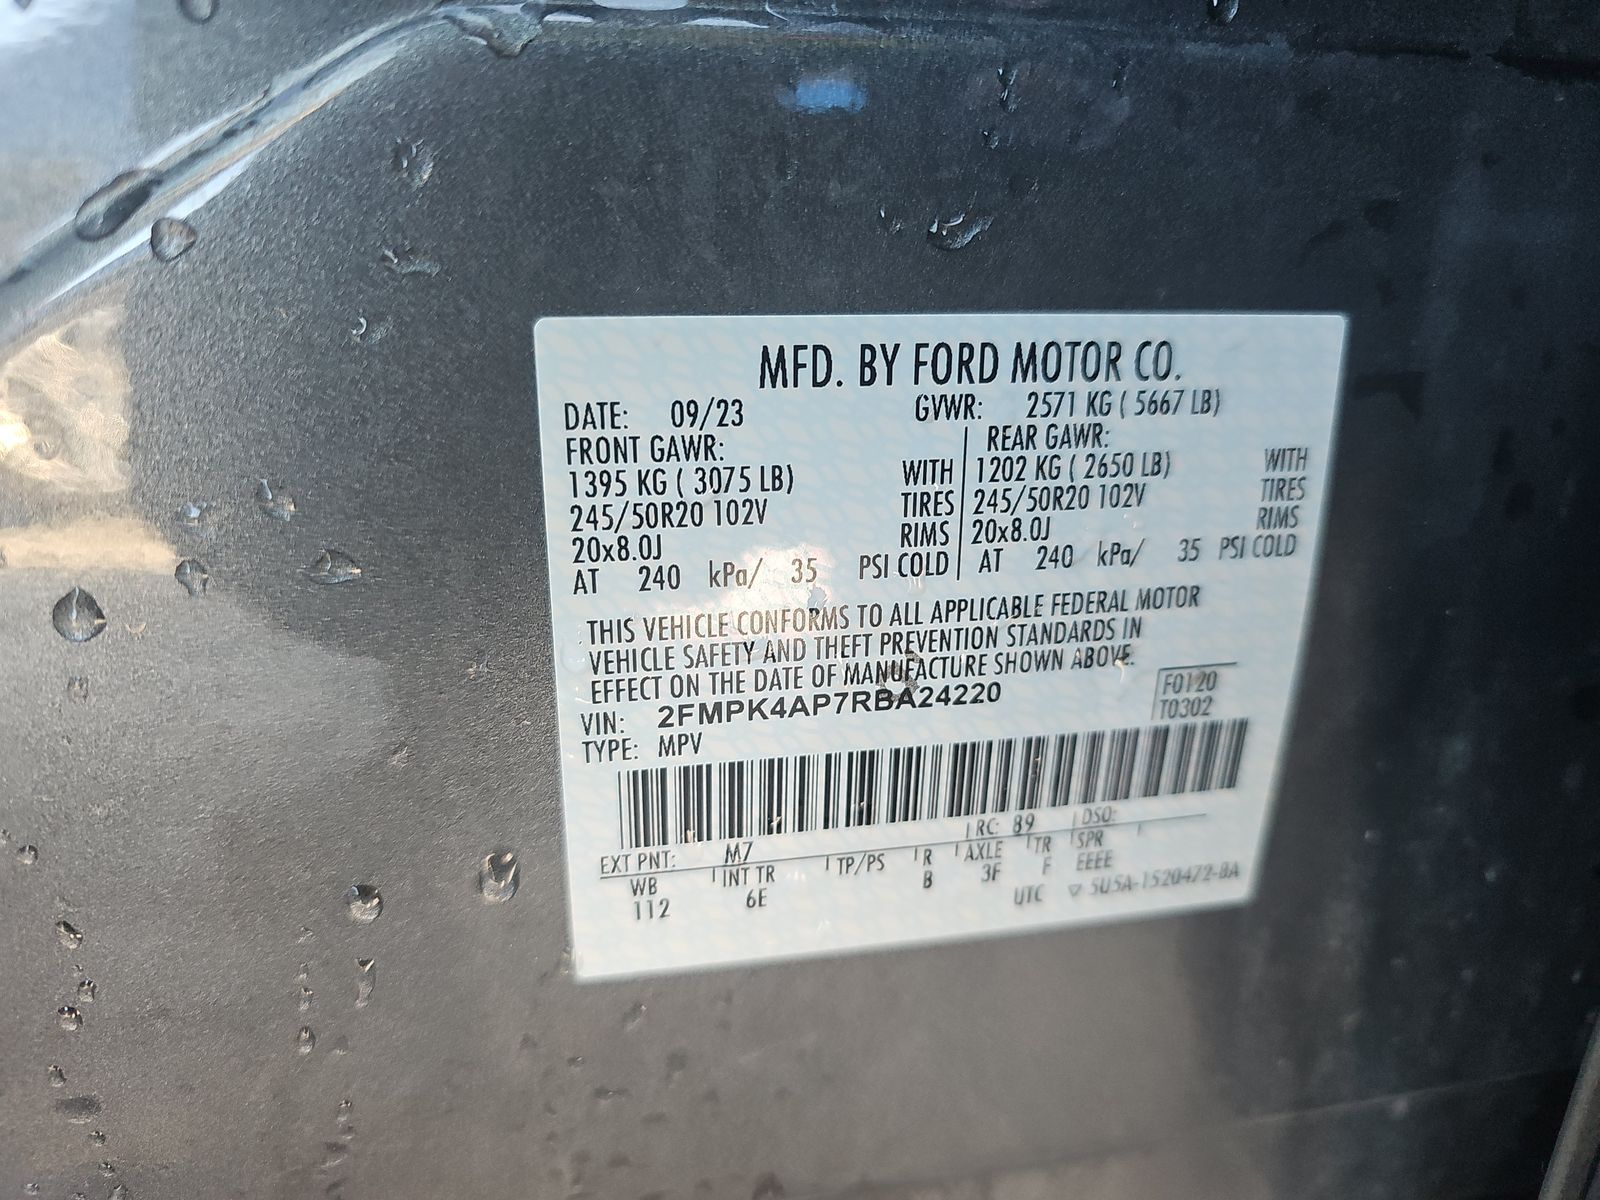 MFD. BY FORD MOTOR CO.
DATE: 09/23 GVWR: 2571 KG ( 5667 LB)
FRONT GAWR: REAR GAWR:
1395 KG ( 3075 LB) WITH 1202 KG ( 2650 LB) WITH
245/50R20 102V TIRES 245/50R20 102V TIRES
20x8.0J RIMS 20x8.0J RIMS
AT 240 kPa/ 35 PSI COLD AT 240 kPa/ 35 PSI COLD
THIS VEHICLE CONFORMS TO ALL APPLICABLE FEDERAL MOTOR
VEHICLE SAFETY AND THEFT PREVENTION STANDARDS IN
EFFECT ON THE DATE OF MANUFACTURE SHOWN ABOVE.
VIN: 2FMPK4AP7RBA24220 F0120
TYPE: MPV T0302
EXT PNT: M7 RC: 89 DSO:
WB INT TR TP/PS R AXLE TR SPR
112 6E B 3F F EEEE
UTC ▽ 5U5A-1520472-BA